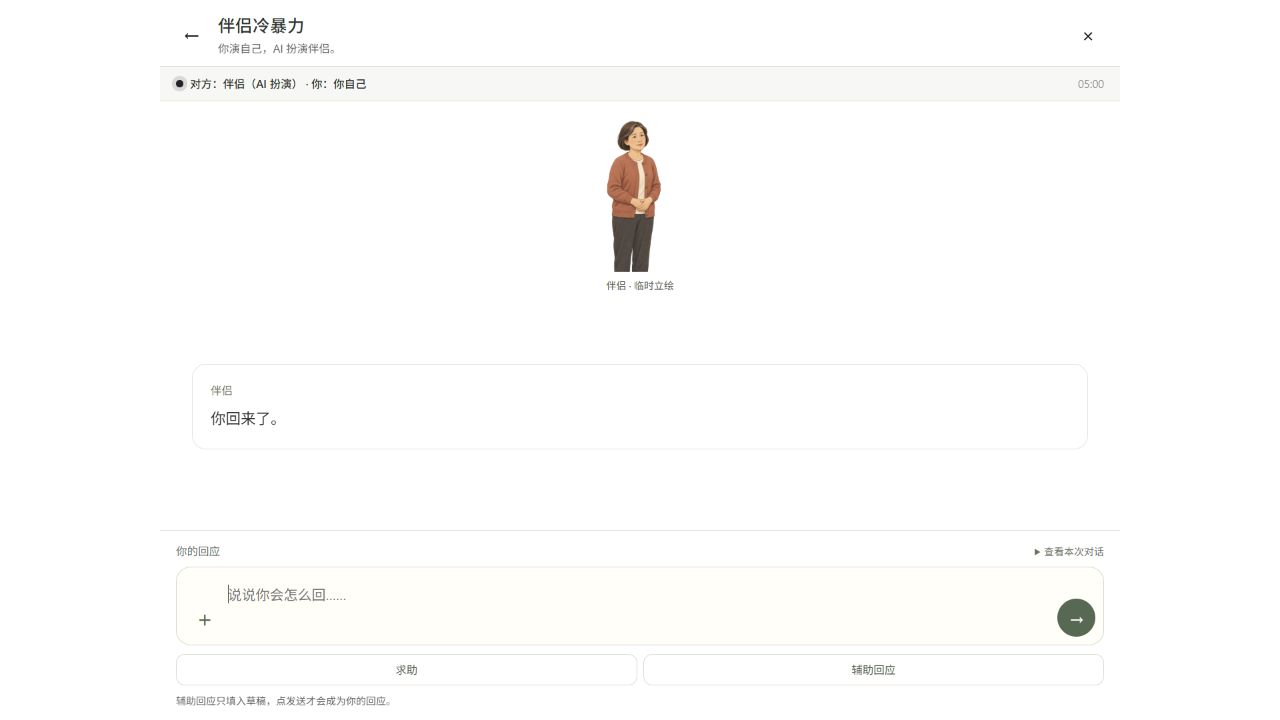 ←
伴侣冷暴力
你演自己，AI 扮演伴侣。
×
对方：伴侣（AI 扮演） · 你：你自己
05:00
伴侣 · 临时立绘
伴侣
你回来了。
你的回应
▶ 查看本次对话
说说你会怎么回……
+
→
求助
辅助回应
辅助回应只填入草稿，点发送才会成为你的回应。